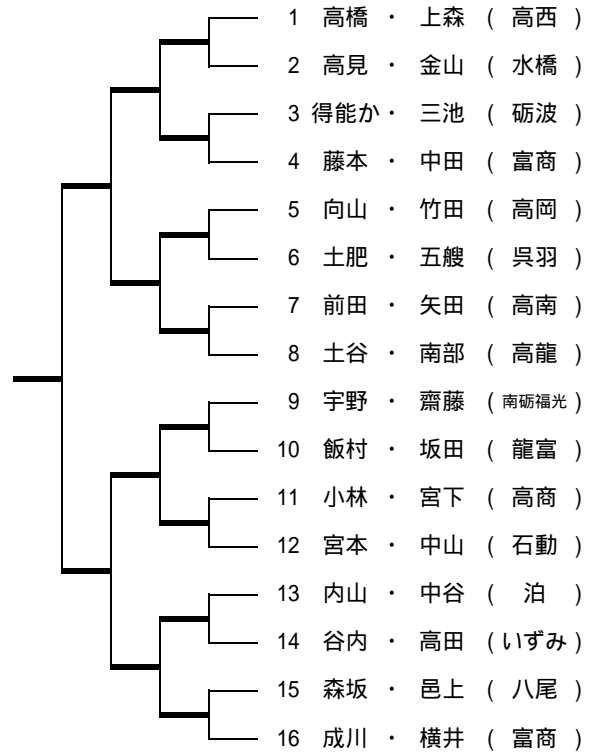 1 高橋 ・ 上森 ( 高西 )
2 高見 ・ 金山 ( 水橋 )
3 得能か ・ 三池 ( 砺波 )
4 藤本 ・ 中田 ( 富商 )
5 向山 ・ 竹田 ( 高岡 )
6 土肥 ・ 五艘 ( 呉羽 )
7 前田 ・ 矢田 ( 高南 )
8 土谷 ・ 南部 ( 高龍 )
9 宇野 ・ 齋藤 ( 南砺福光 )
10 飯村 ・ 坂田 ( 龍富 )
11 小林 ・ 宮下 ( 高商 )
12 宮本 ・ 中山 ( 石動 )
13 内山 ・ 中谷 ( 泊 )
14 谷内 ・ 高田 ( いずみ )
15 森坂 ・ 邑上 ( 八尾 )
16 成川 ・ 横井 ( 富商 )